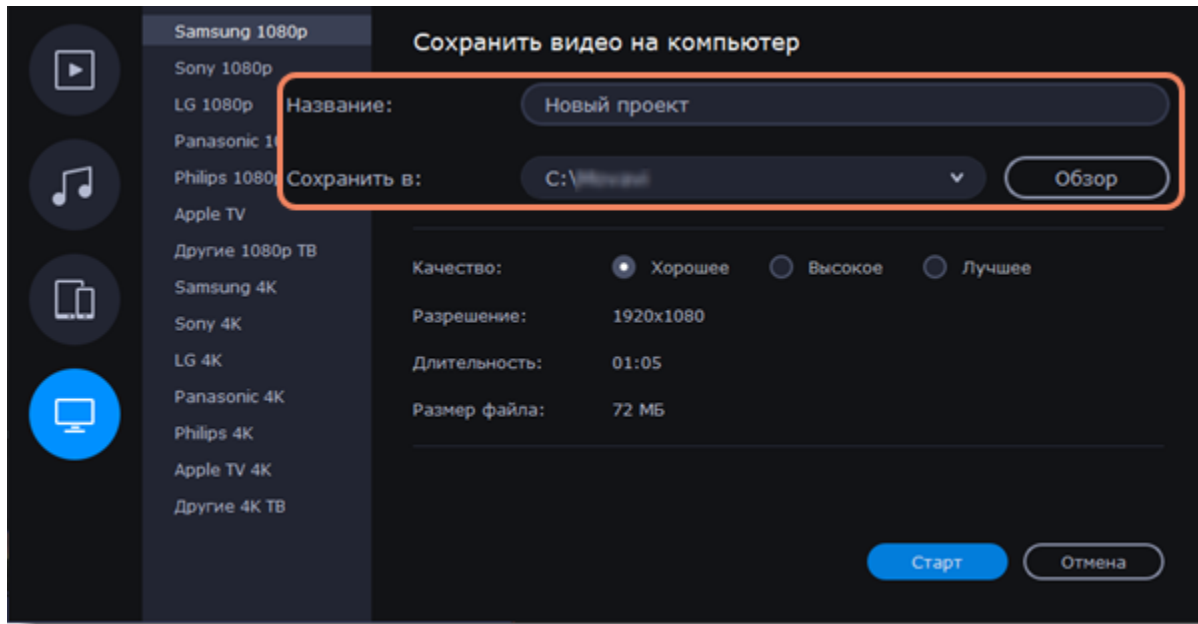 Samsung 1080p
Sony 1080p
LG 1080p
Panasonic 10
Philips 1080p
Apple TV
Другие 1080p ТВ
Samsung 4K
Sony 4K
LG 4K
Panasonic 4K
Philips 4K
Apple TV 4K
Другие 4K ТВ
Сохранить видео на компьютер
Название: Новый проект
Сохранить в: C:\ Обзор
Качество: Хорошее Высокое Лучшее
Разрешение: 1920x1080
Длительность: 01:05
Размер файла: 72 МБ
Старт Отмена